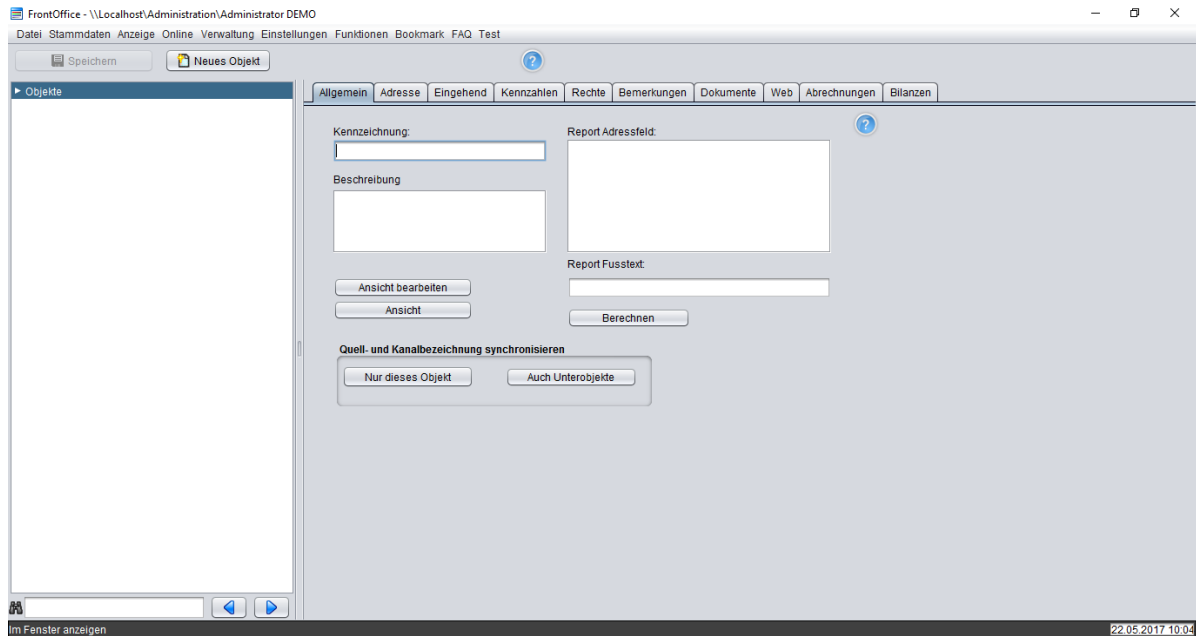 FrontOffice - \\Localhost\Administration\Administrator DEMO
Datei Stammdaten Anzeige Online Verwaltung Einstellungen Funktionen Bookmark FAQ Test
Speichern Neues Objekt ?
Objekte
Allgemein Adresse Eingehend Kennzahlen Rechte Bemerkungen Dokumente Web Abrechnungen Bilanzen
?
Kennzeichnung: Report Adressfeld:
Beschreibung
Report Fusstext:
Ansicht bearbeiten
Ansicht
Berechnen
Quell- und Kanalbezeichnung synchronisieren
Nur dieses Objekt Auch Unterobjekte
Im Fenster anzeigen 22.05.2017 10:04